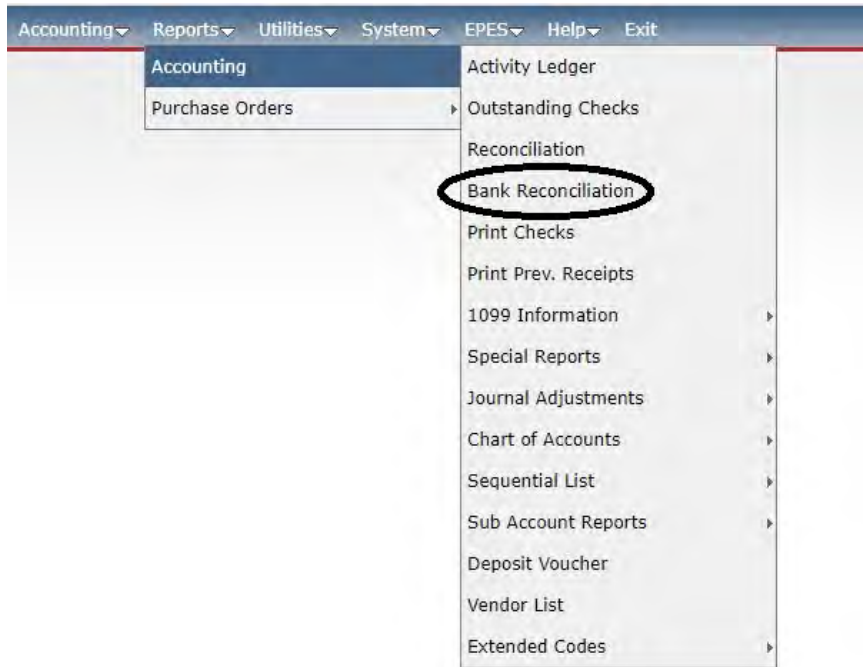 Accounting Reports Utilities System EPES Help Exit
Accounting
Purchase Orders
Activity Ledger
Outstanding Checks
Reconciliation
Bank Reconciliation
Print Checks
Print Prev. Receipts
1099 Information
Special Reports
Journal Adjustments
Chart of Accounts
Sequential List
Sub Account Reports
Deposit Voucher
Vendor List
Extended Codes